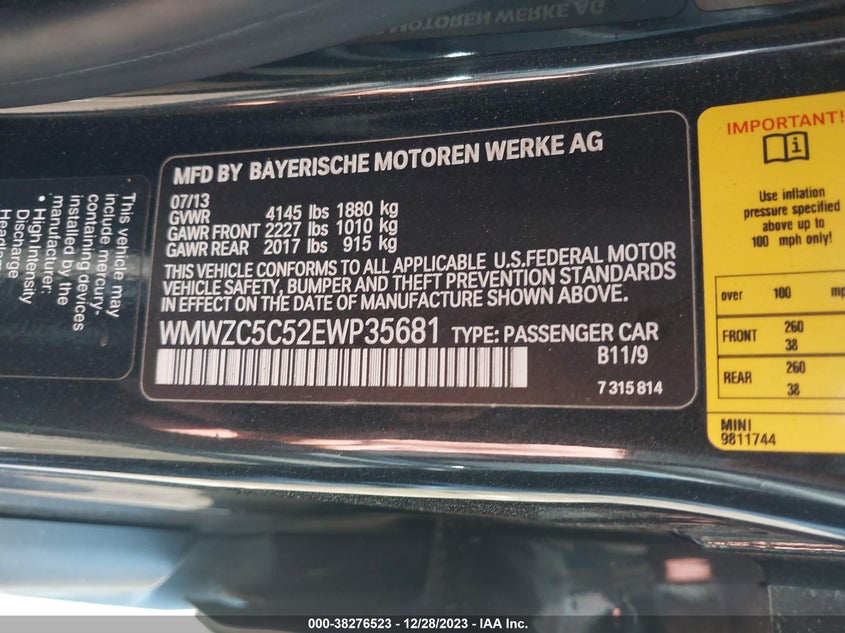 MOTOREN WERKE AG
MFD BY BAYERISCHE MOTOREN WERKE AG
07/13
GVWR 4145 lbs 1880 kg
GAWR FRONT 2227 lbs 1010 kg
GAWR REAR 2017 lbs 915 kg
THIS VEHICLE CONFORMS TO ALL APPLICABLE U.S.FEDERAL MOTOR
VEHICLE SAFETY, BUMPER AND THEFT PREVENTION STANDARDS
IN EFFECT ON THE DATE OF MANUFACTURE SHOWN ABOVE.
WMWZC5C52EWP35681 TYPE: PASSENGER CAR
B11/9
7315814
This vehicle may
include mercury-
containing devices
installed by the
manufacturer:
• High Intensity
Discharge
IMPORTANT!
i
Use inflation
pressure specified
above up to
100 mph only!
over 100
FRONT 260
38
REAR 260
38
MINI
9811744
000-38276523 - 12/28/2023 - IAA Inc.